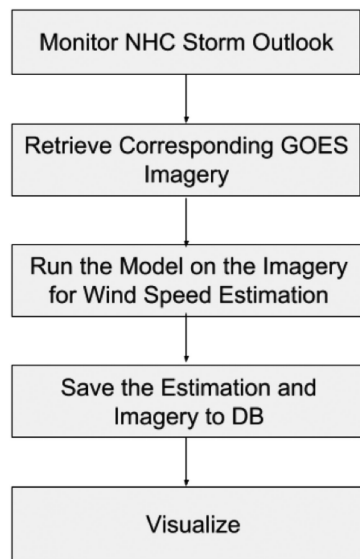 Monitor NHC Storm Outlook
Retrieve Corresponding GOES
Imagery
Run the Model on the Imagery
for Wind Speed Estimation
Save the Estimation and
Imagery to DB
Visualize